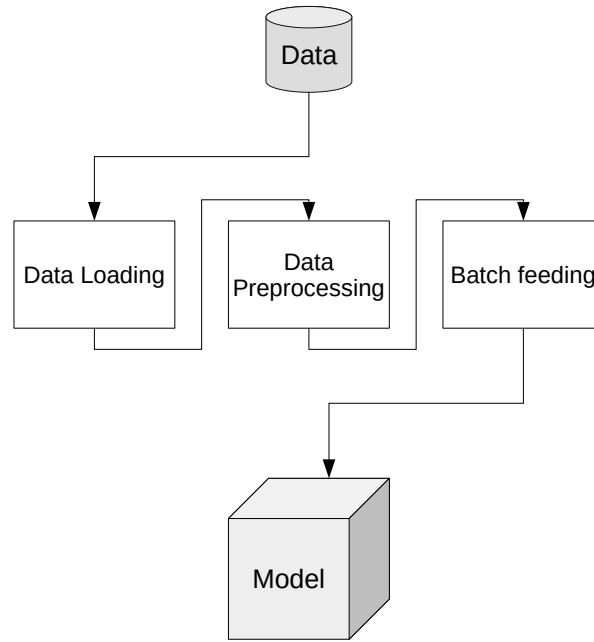 Data
Data Loading
Data
Preprocessing
Batch feeding
Model